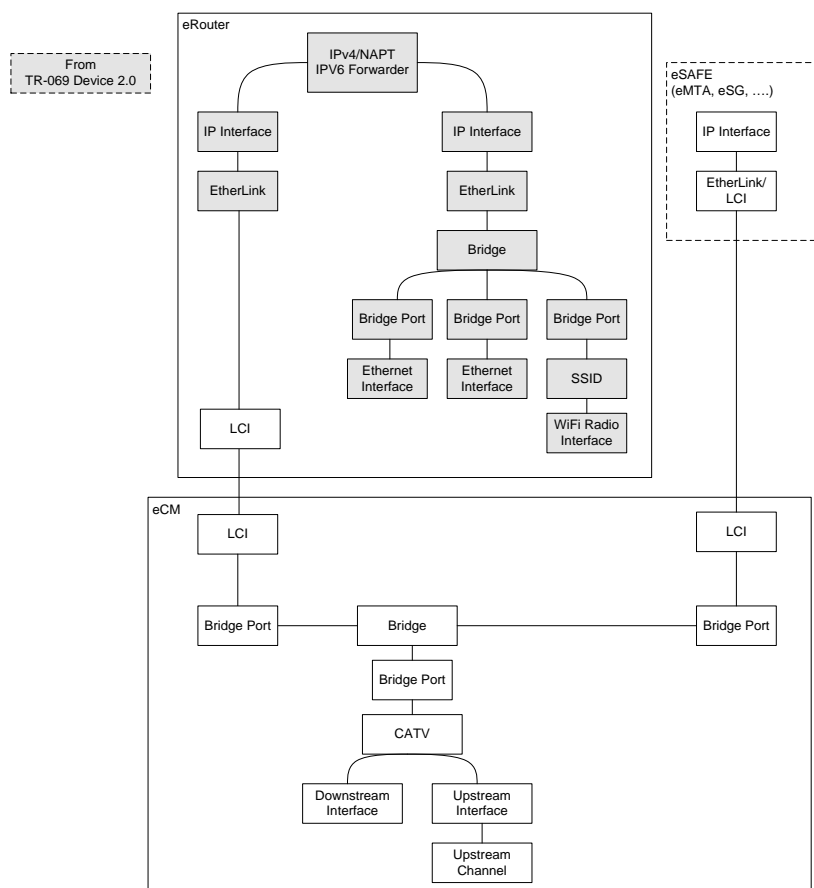 eRouter
IPv4/NAPT
IPV6 Forwarder
From
TR-069 Device 2.0
eSAFE
(eMTA, eSG, ....)
IP Interface
IP Interface
IP Interface
EtherLink
EtherLink
EtherLink/
LCI
Bridge
Bridge Port
Bridge Port
Bridge Port
Ethernet
Interface
Ethernet
Interface
SSID
WiFi Radio
Interface
LCI
eCM
LCI
LCI
Bridge Port
Bridge
Bridge Port
Bridge Port
CATV
Downstream
Interface
Upstream
Interface
Upstream
Channel